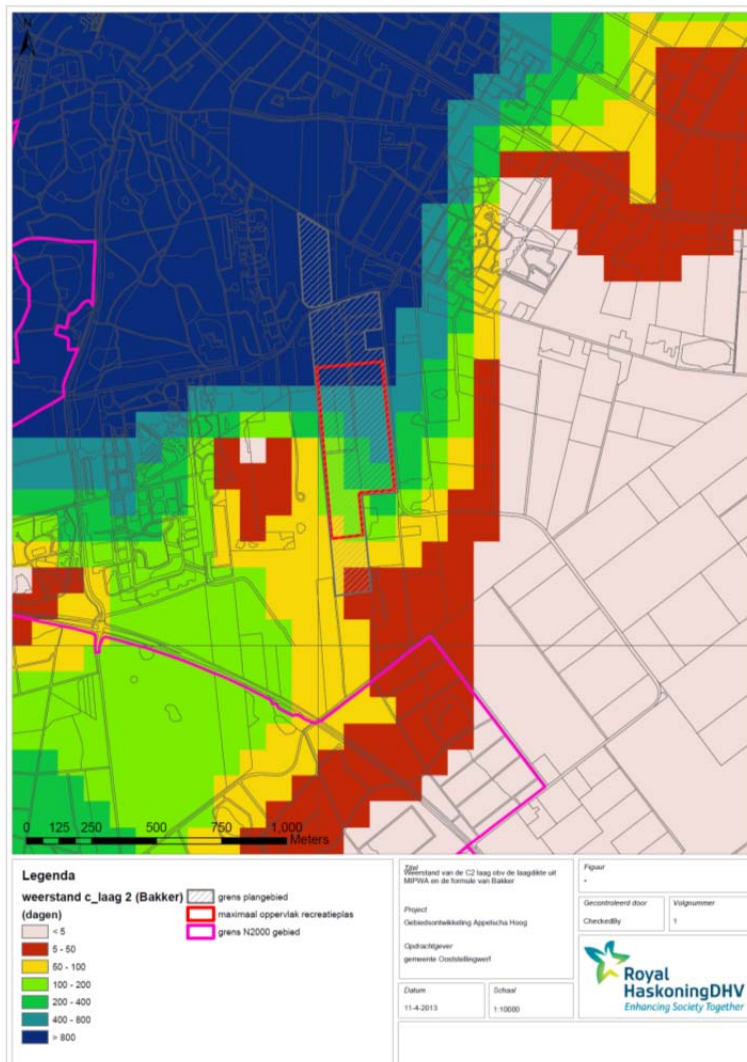 N
0 125 250 500 750 1,000
Meters
Legenda
weerstand c_laag 2 (Bakker)
(dagen)
< 5
5 - 50
50 - 100
100 - 200
200 - 400
400 - 800
> 800
grens plangebied
maximaal oppervlak recreatieplas
grens N2000 gebied
Titel
Weerstand van de C2 laag obv de laagdikte uit
MIPWA en de formule van Bakker
Project
Gebiedsontwikkeling Appelscha Hoog
Opdrachtgever
gemeente Ooststellingwerf
Datum
11-4-2013
Schaal
1:10000
Figuur
-
Gecontroleerd door
CheckedBy
Volgnummer
1
Royal
HaskoningDHV
Enhancing Society Together